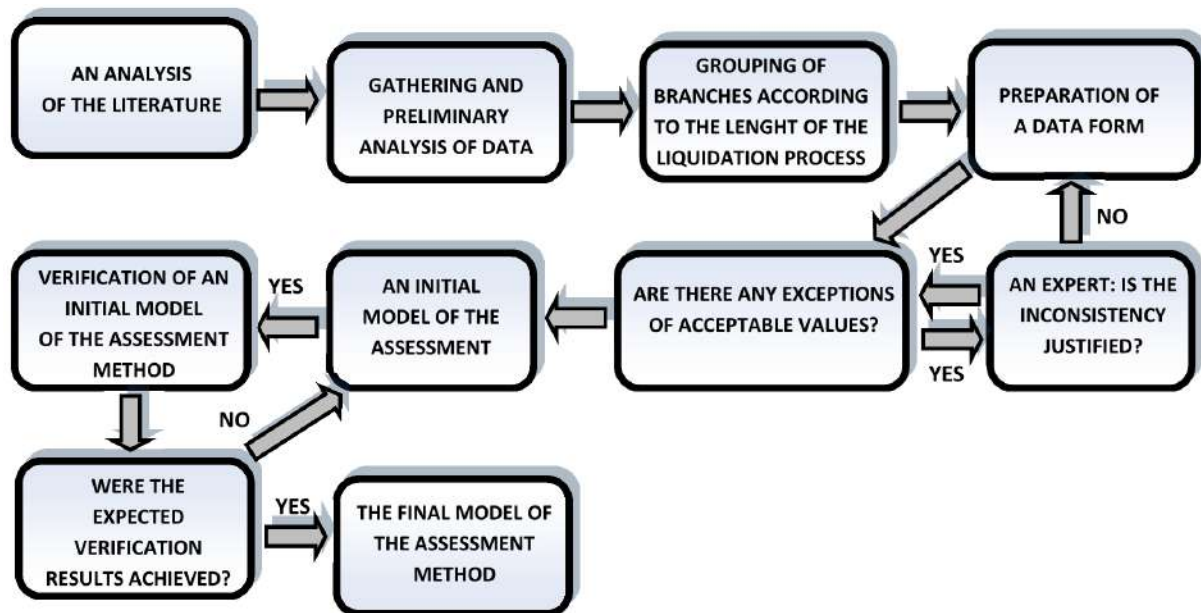 AN ANALYSIS
OF THE LITERATURE
GATHERING AND
PRELIMINARY
ANALYSIS OF DATA
GROUPING OF
BRANCHES ACCORDING
TO THE LENGHT OF THE
LIQUIDATION PROCESS
PREPARATION OF
A DATA FORM
NO
VERIFICATION OF AN
INITIAL MODEL
OF THE ASSESSMENT
METHOD
YES
AN INITIAL
MODEL OF THE
ASSESSMENT
ARE THERE ANY EXCEPTIONS
OF ACCEPTABLE VALUES?
YES
YES
AN EXPERT: IS THE
INCONSISTENCY
JUSTIFIED?
NO
WERE THE
EXPECTED
VERIFICATION
RESULTS ACHIEVED?
YES
THE FINAL MODEL OF
THE ASSESSMENT
METHOD